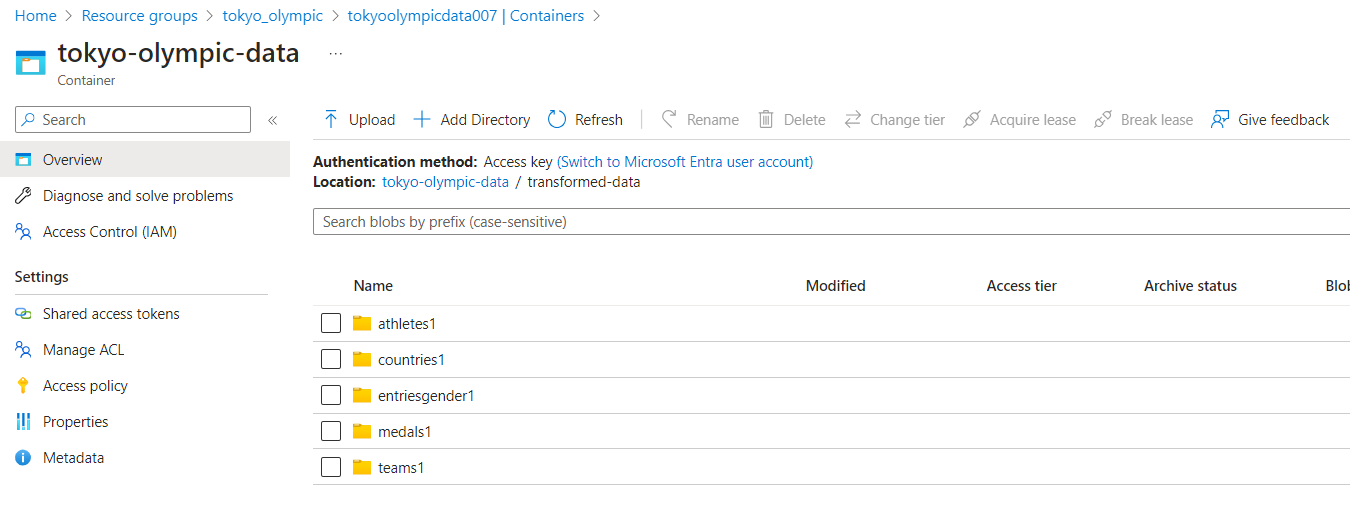 Home > Resource groups > tokyo_olympic > tokyoolympicdata007 | Containers >
tokyo-olympic-data ...
Container
Search «
Overview
Diagnose and solve problems
Access Control (IAM)
Settings
Shared access tokens
Manage ACL
Access policy
Properties
Metadata
Upload Add Directory Refresh Rename Delete Change tier Acquire lease Break lease Give feedback
Authentication method: Access key (Switch to Microsoft Entra user account)
Location: tokyo-olympic-data / transformed-data
Search blobs by prefix (case-sensitive)
Name Modified Access tier Archive status
athletes1
countries1
entriesgender1
medals1
teams1